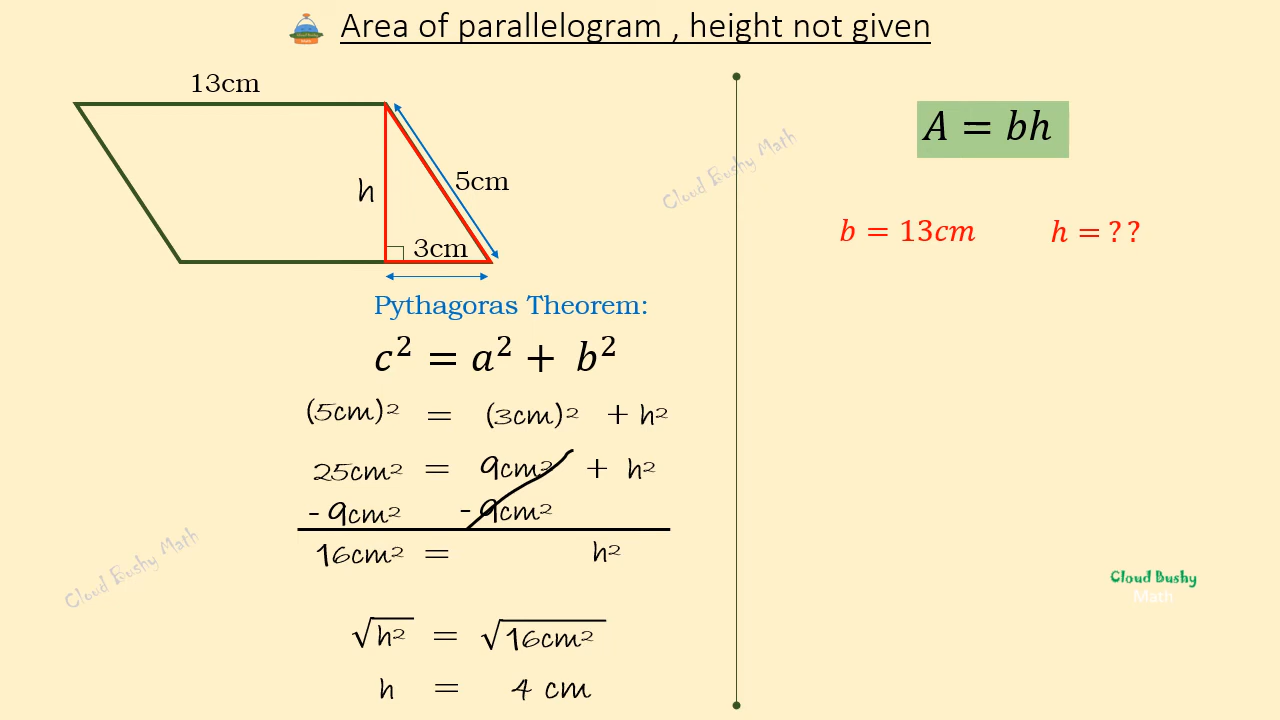 Area of parallelogram , height not given
13cm
h
5cm
3cm
Pythagoras Theorem:
c² = a² + b²
(5cm)² = (3cm)² + h²
25cm² = 9cm² + h²
- 9cm² - 9cm²
16cm² = h²
√h² = √16cm²
h = 4 cm
A = bh
b = 13cm h = ??
Cloud Bushy Math
Cloud Bushy Math
Cloud Bushy
Math